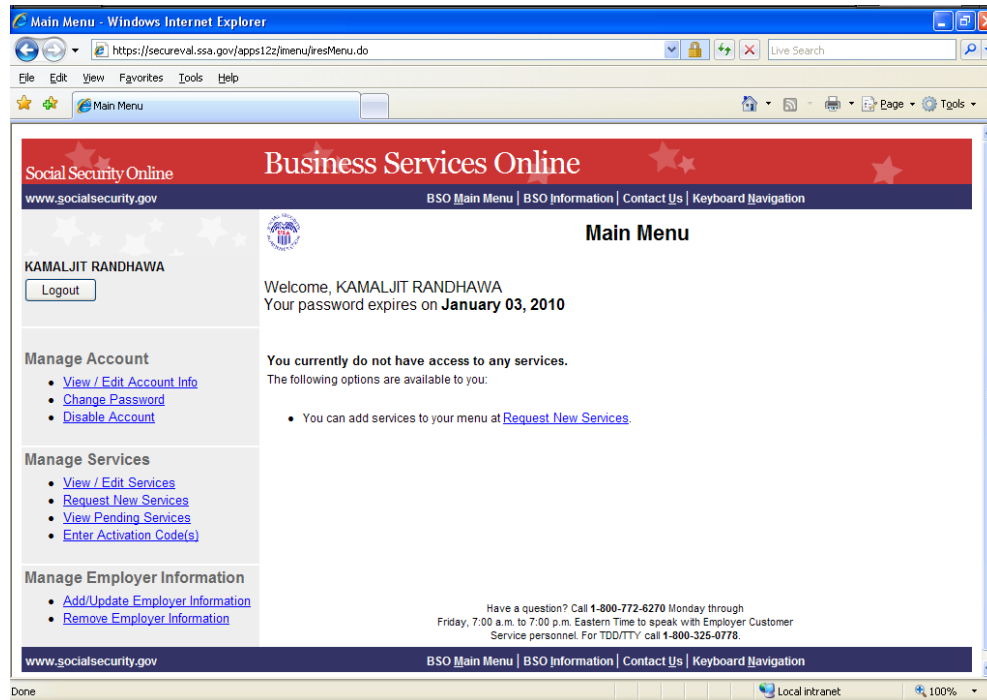 Main Menu - Windows Internet Explorer
https://secureval.ssa.gov/apps12z/imenu/iresMenu.do
Live Search
File Edit View Favorites Tools Help
Main Menu
Page Tools
Social Security Online
Business Services Online
www.socialsecurity.gov
BSO Main Menu | BSO Information | Contact Us | Keyboard Navigation
Main Menu
KAMALJIT RANDHAWA
Logout
Welcome, KAMALJIT RANDHAWA
Your password expires on January 03, 2010
Manage Account
View / Edit Account Info
Change Password
Disable Account
You currently do not have access to any services.
The following options are available to you:
You can add services to your menu at Request New Services.
Manage Services
View / Edit Services
Request New Services
View Pending Services
Enter Activation Code(s)
Manage Employer Information
Add/Update Employer Information
Remove Employer Information
Have a question? Call 1-800-772-6270 Monday through
Friday, 7:00 a.m. to 7:00 p.m. Eastern Time to speak with Employer Customer
Service personnel. For TDD/TTY call 1-800-325-0778.
www.socialsecurity.gov
BSO Main Menu | BSO Information | Contact Us | Keyboard Navigation
Done
Local intranet
100%